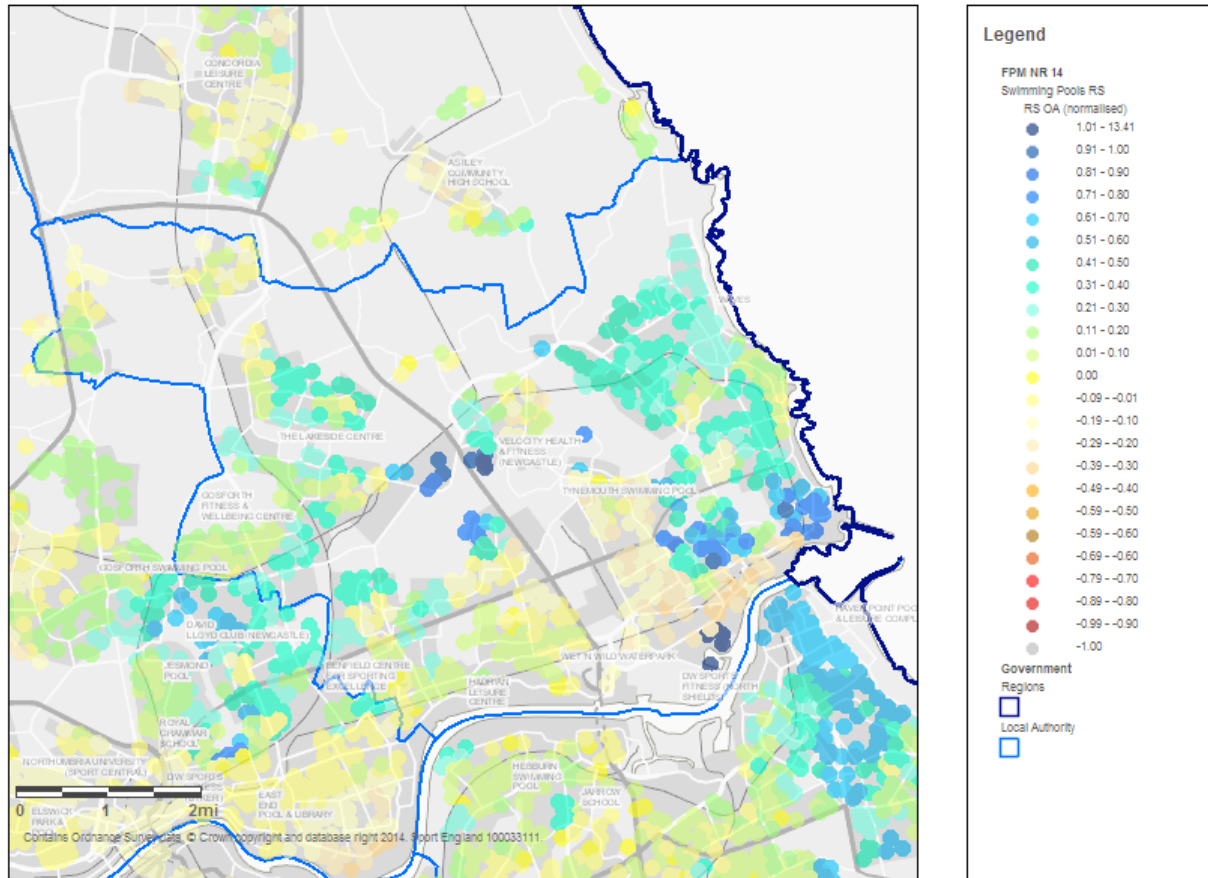 CONCORDIA
LEISURE
CENTRE
ASTLEY
COMMUNITY
HIGH SCHOOL
WAVES
THE LAKESIDE CENTRE
VELOCITY HEALTH
& FITNESS
(NEWCASTLE)
GOSFORTH
FITNESS &
WELLBEING CENTRE
TYNEMOUTH SWIMMING POOL
GOSFORTH SWIMMING POOL
DAVID
LLOYD CLUB (NEWCASTLE)
HAVEN POINT POO
& LEISURE COMPL
JESMOND
POOL
BENFIELD CENTRE
FOR SPORTING
EXCELLENCE
WET 'N WILD WATERPARK
HADRIAN
LEISURE
CENTRE
DW SPORTS
FITNESS (NORTH
SHIELDS)
ROYAL
GRAMMAR
SCHOOL
NORTHUMBRIA UNIVERSITY
(SPORT CENTRAL)
DW SPORTS
HEBBURN
SWIMMING
POOL
JARROW
SCHOOL
EAST
END
POOL & LIBRARY
0 1 2mi
ELSWICK
PARK &
Contains Ordnance Survey data. © Crown copyright and database right 2014. Sport England 100033111.
Legend
FPM NR 14
Swimming Pools RS
RS OA (normalised)
1.01 - 13.41
0.91 - 1.00
0.81 - 0.90
0.71 - 0.80
0.61 - 0.70
0.51 - 0.60
0.41 - 0.50
0.31 - 0.40
0.21 - 0.30
0.11 - 0.20
0.01 - 0.10
0.00
-0.09 - -0.01
-0.19 - -0.10
-0.29 - -0.20
-0.39 - -0.30
-0.49 - -0.40
-0.59 - -0.50
-0.59 - -0.60
-0.69 - -0.60
-0.79 - -0.70
-0.89 - -0.80
-0.99 - -0.90
-1.00
Government
Regions
Local Authority